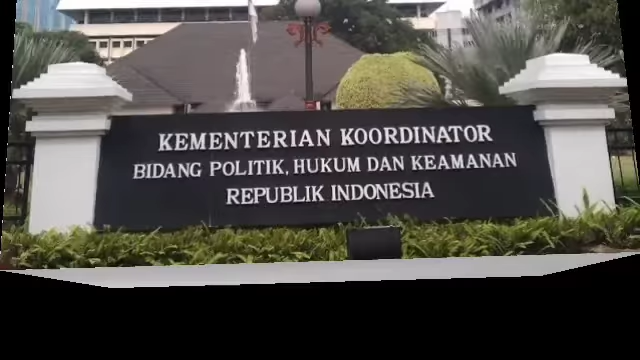 KEMENTERIAN KOORDINATOR
BIDANG POLITIK, HUKUM DAN KEAMANAN
REPUBLIK INDONESIA